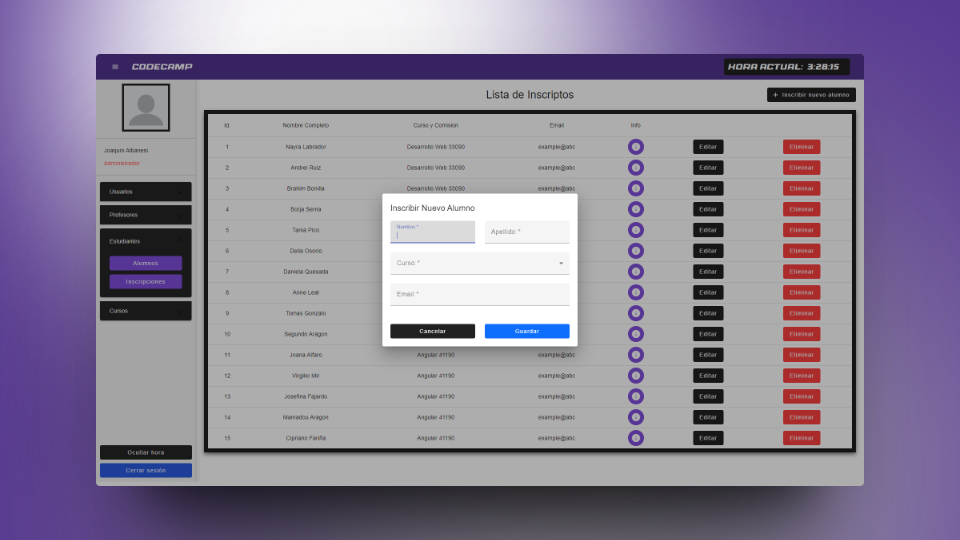 CODECAMP
HORA ACTUAL: 3:28:15
Joaquin Albanesi
Administrador
Usuarios
Profesores
Estudiantes
Alumnos
Inscripciones
Cursos
Ocultar hora
Cerrar sesión
Lista de Inscriptos
+ Inscribir nuevo alumno
Id Nombre Completo Curso y Comision Email Info
1 Nayra Labrador Desarrollo Web 33090 example@abc Editar Eliminar
2 Andrei Ruiz Desarrollo Web 33090 example@abc Editar Eliminar
3 Brahim Bonilla Desarrollo Web 33090 example@abc Editar Eliminar
4 Borja Serna Editar Eliminar
5 Tania Pico Editar Eliminar
6 Delia Osorio Editar Eliminar
7 Daniela Quesada Editar Eliminar
8 Anne Leal Editar Eliminar
9 Tomas Gonzalo Editar Eliminar
10 Segundo Aragon Editar Eliminar
11 Joana Alfaro Angular 41190 example@abc Editar Eliminar
12 Virgilio Mir Angular 41190 example@abc Editar Eliminar
13 Josefina Fajardo Angular 41190 example@abc Editar Eliminar
14 Mamadou Aragon Angular 41190 example@abc Editar Eliminar
15 Cipriano Fariña Angular 41190 example@abc Editar Eliminar
Inscribir Nuevo Alumno
Nombre: *
Apellido: *
Curso: *
Email: *
Cancelar
Guardar